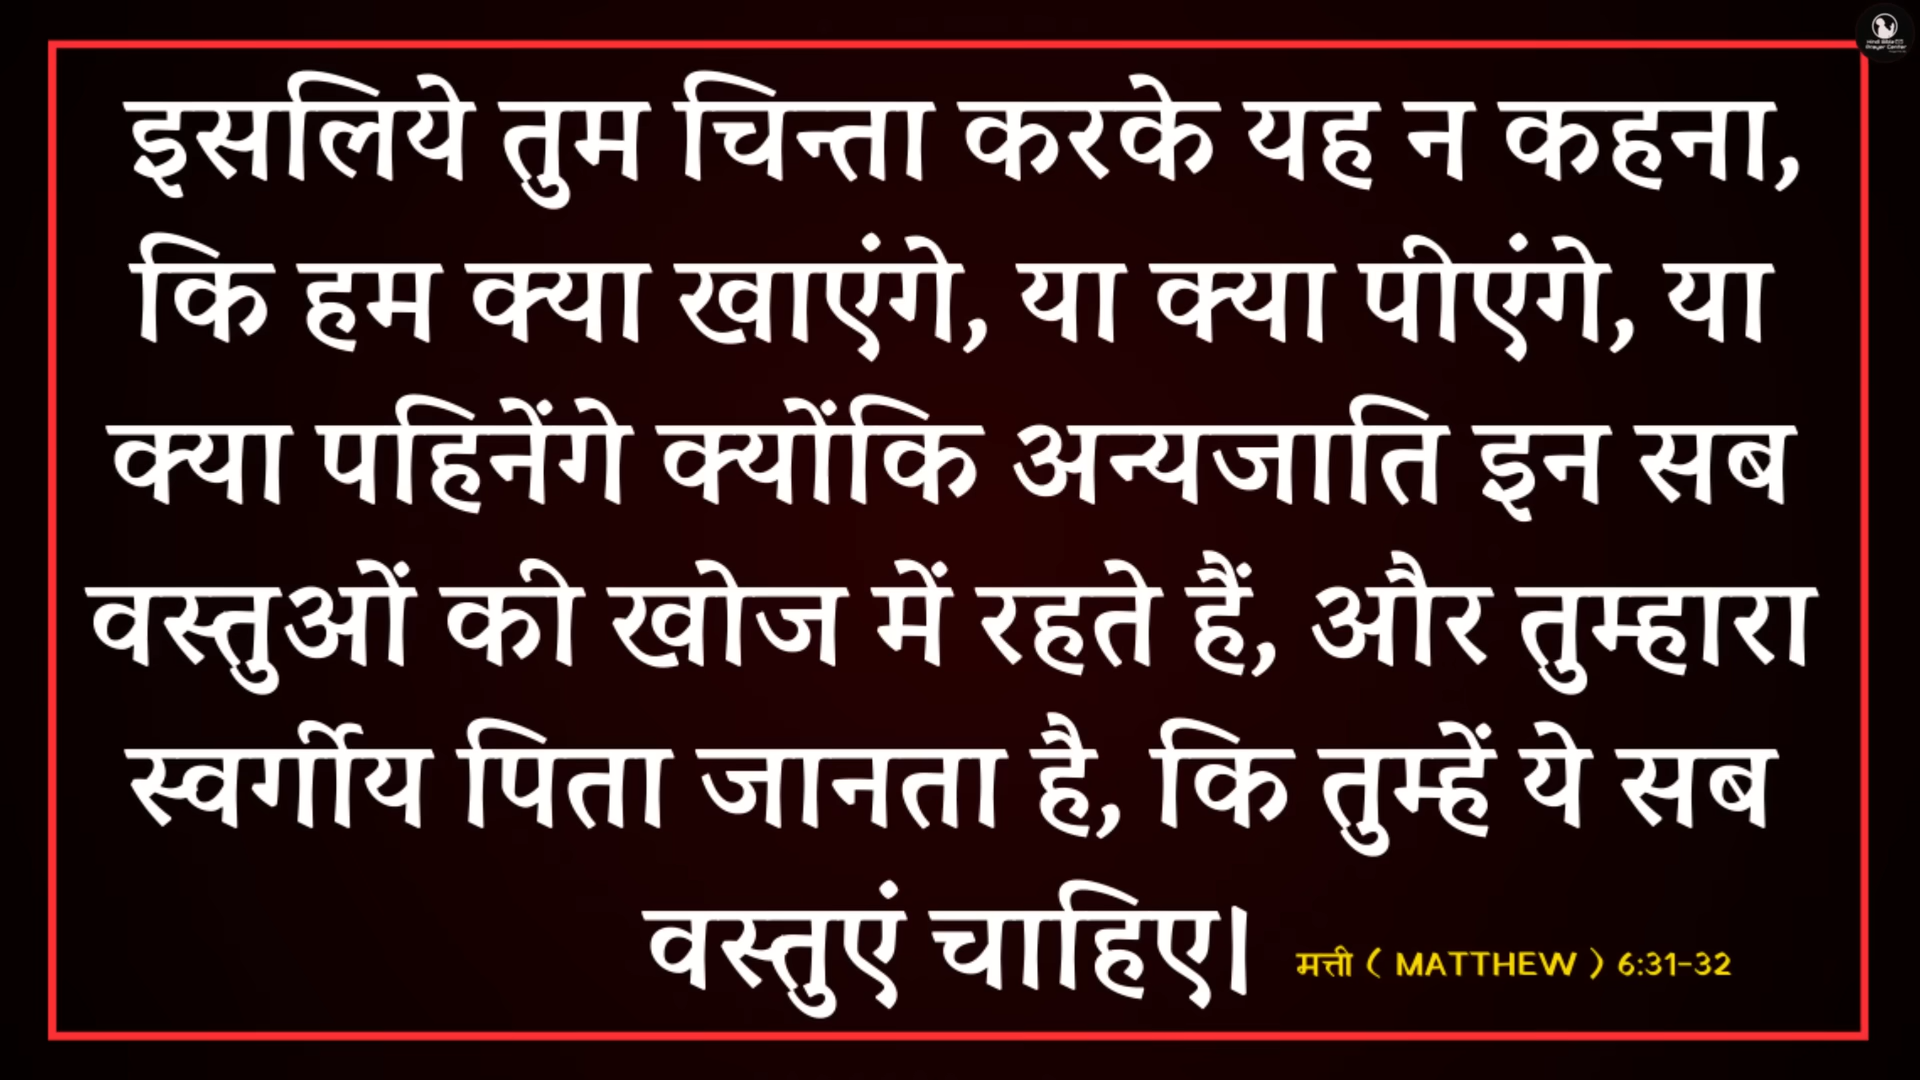 इसलिये तुम चिन्ता करके यह न कहना,
कि हम क्या खाएंगे, या क्या पीएंगे, या
क्या पहिनेंगे क्योंकि अन्यजाति इन सब
वस्तुओं की खोज में रहते हैं, और तुम्हारा
स्वर्गीय पिता जानता है, कि तुम्हें ये सब
वस्तुएं चाहिए।
मत्ती ( MATTHEW ) 6:31-32